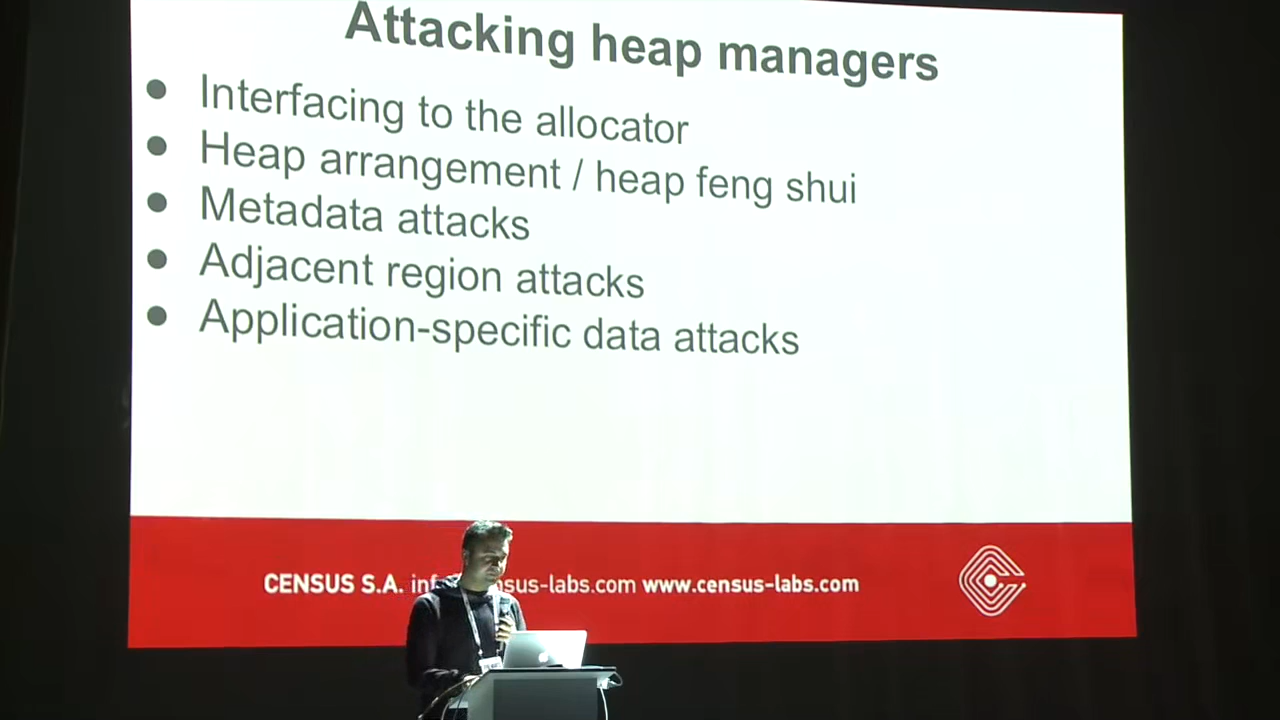 Attacking heap managers
Interfacing to the allocator
Heap arrangement / heap feng shui
Metadata attacks
Adjacent region attacks
Application-specific data attacks
CENSUS S.A. inf sus-labs.com www.census-labs.com